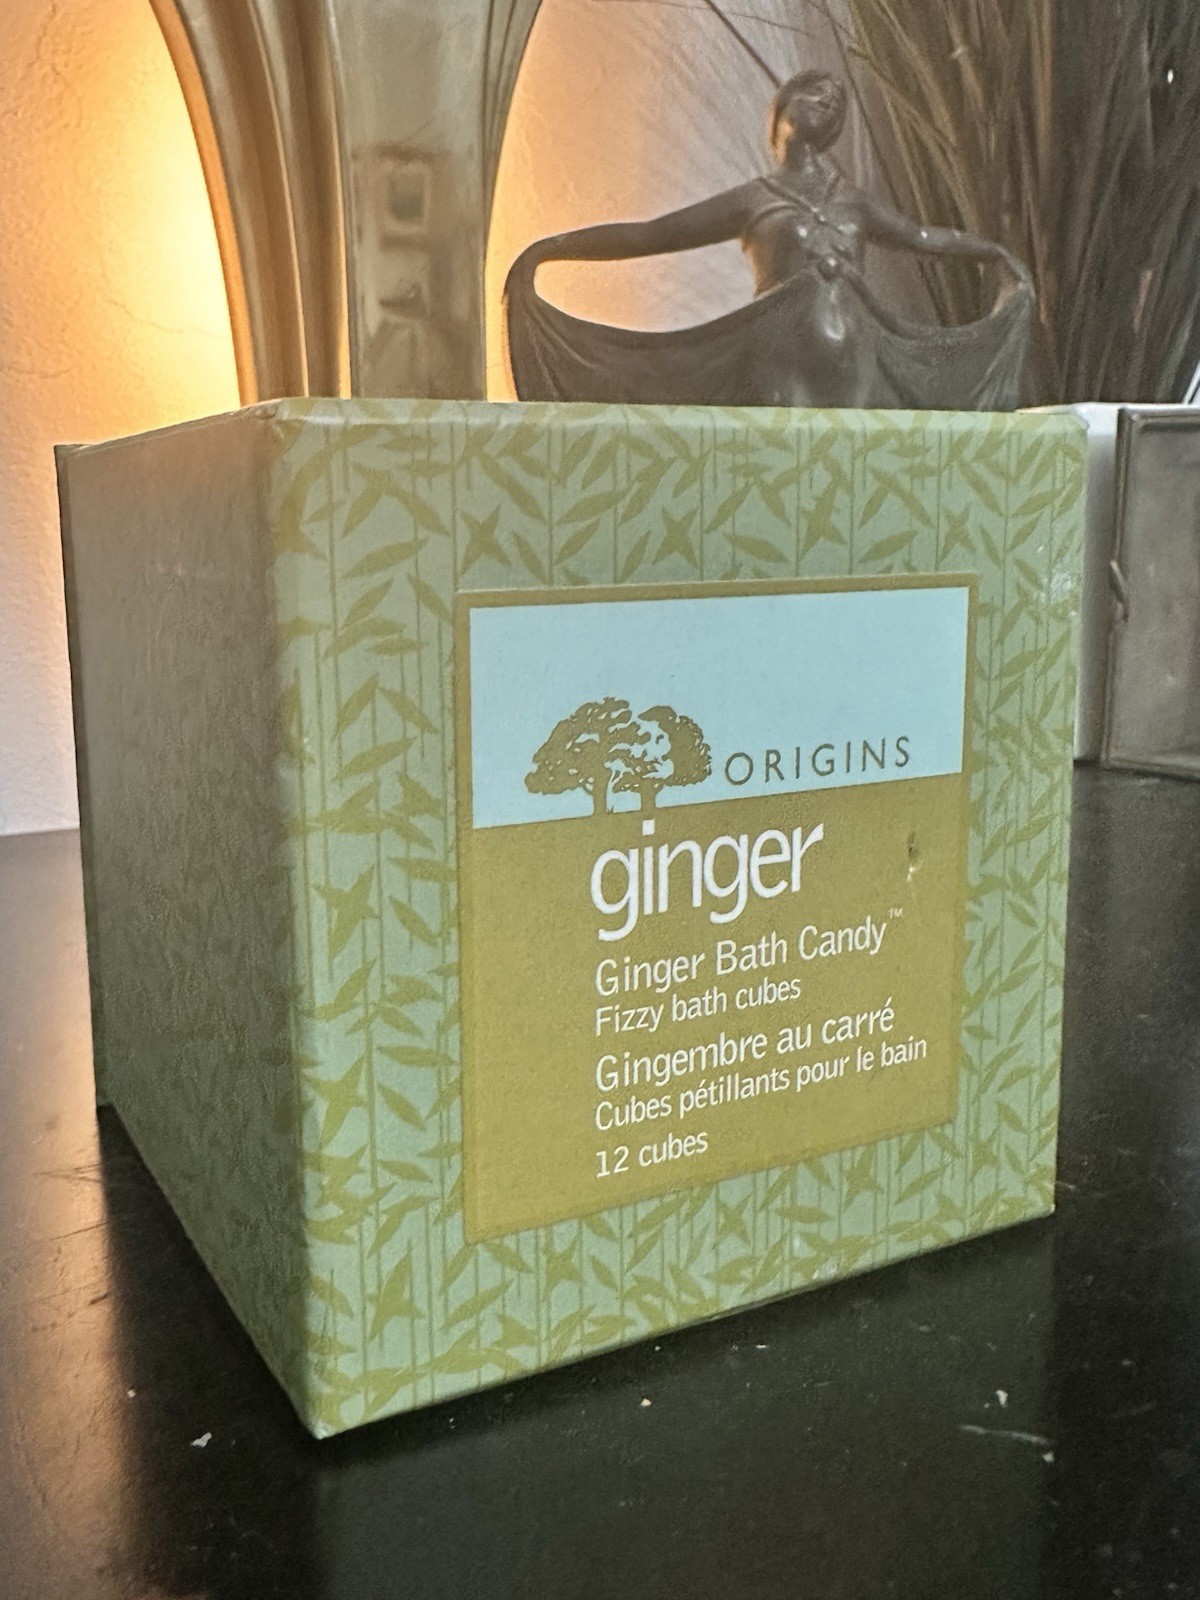 ORIGINS
ginger
Ginger Bath Candy™
Fizzy bath cubes
Gingembre au carré
Cubes pétillants pour le bain
12 cubes